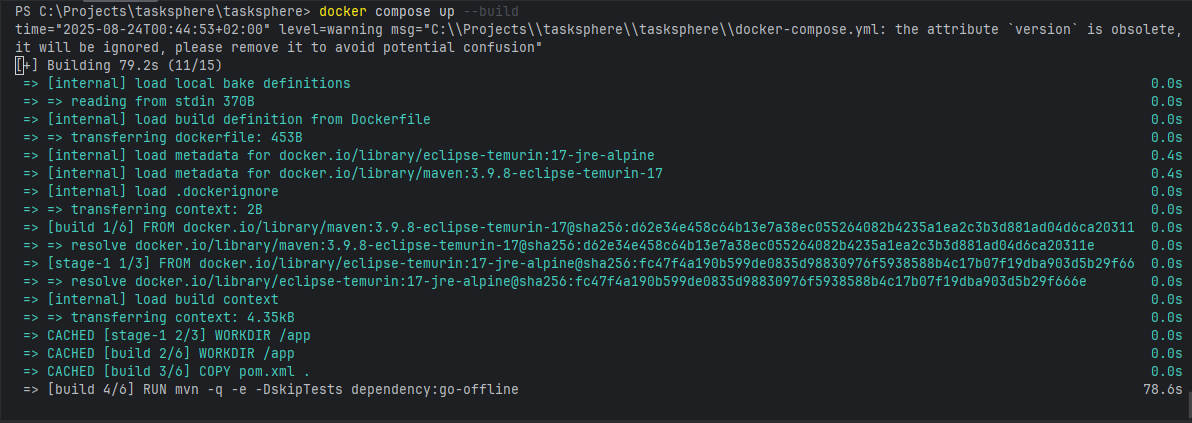 PS C:\Projects\tasksphere\tasksphere> docker compose up --build
time="2025-08-24T00:44:53+02:00" level=warning msg="C:\\Projects\\tasksphere\\tasksphere\\docker-compose.yml: the attribute `version` is obsolete,
it will be ignored, please remove it to avoid potential confusion"
[+] Building 79.2s (11/15)
=> [internal] load local bake definitions 0.0s
=> => reading from stdin 370B 0.0s
=> [internal] load build definition from Dockerfile 0.0s
=> => transferring dockerfile: 453B 0.0s
=> [internal] load metadata for docker.io/library/eclipse-temurin:17-jre-alpine 0.4s
=> [internal] load metadata for docker.io/library/maven:3.9.8-eclipse-temurin-17 0.4s
=> [internal] load .dockerignore 0.0s
=> => transferring context: 2B 0.0s
=> [build 1/6] FROM docker.io/library/maven:3.9.8-eclipse-temurin-17@sha256:d62e34e458c64b13e7a38ec055264082b4235a1ea2c3b3d881ad04d6ca20311 0.0s
=> => resolve docker.io/library/maven:3.9.8-eclipse-temurin-17@sha256:d62e34e458c64b13e7a38ec055264082b4235a1ea2c3b3d881ad04d6ca20311e 0.0s
=> [stage-1 1/3] FROM docker.io/library/eclipse-temurin:17-jre-alpine@sha256:fc47f4a190b599de0835d98830976f5938588b4c17b07f19dba903d5b29f66 0.0s
=> => resolve docker.io/library/eclipse-temurin:17-jre-alpine@sha256:fc47f4a190b599de0835d98830976f5938588b4c17b07f19dba903d5b29f666e 0.0s
=> [internal] load build context 0.0s
=> => transferring context: 4.35kB 0.0s
=> CACHED [stage-1 2/3] WORKDIR /app 0.0s
=> CACHED [build 2/6] WORKDIR /app 0.0s
=> CACHED [build 3/6] COPY pom.xml . 0.0s
=> [build 4/6] RUN mvn -q -e -DskipTests dependency:go-offline 78.6s